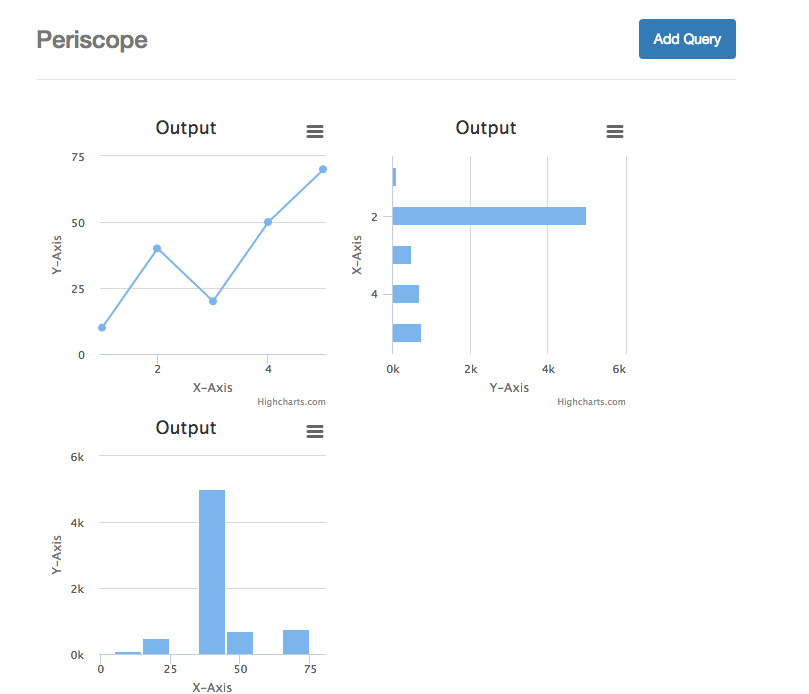 Periscope
Add Query
Output
75
50
25
0
Y-Axis
2
4
X-Axis
Highcharts.com
Output
2
4
X-Axis
0k
2k
4k
6k
Y-Axis
Highcharts.com
Output
6k
4k
2k
0k
Y-Axis
0
25
50
75
X-Axis